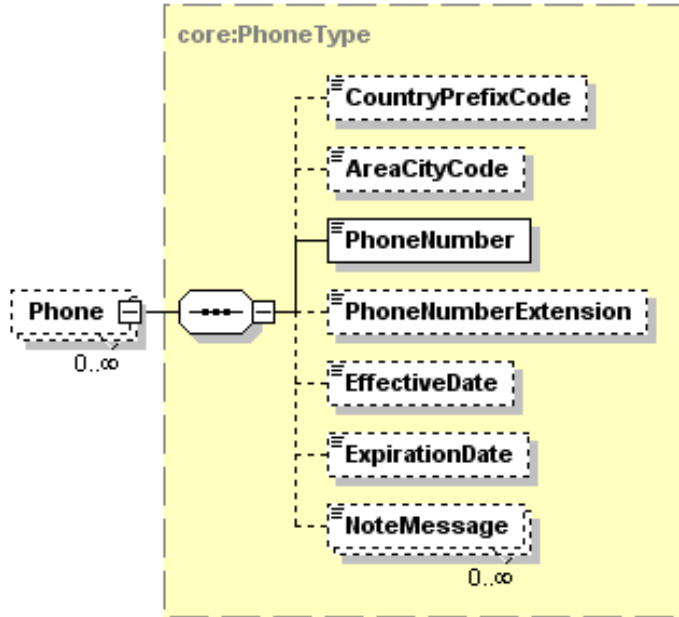 core:PhoneType
CountryPrefixCode
AreaCityCode
PhoneNumber
Phone
0..∞
PhoneNumberExtension
EffectiveDate
ExpirationDate
NoteMessage
0..∞